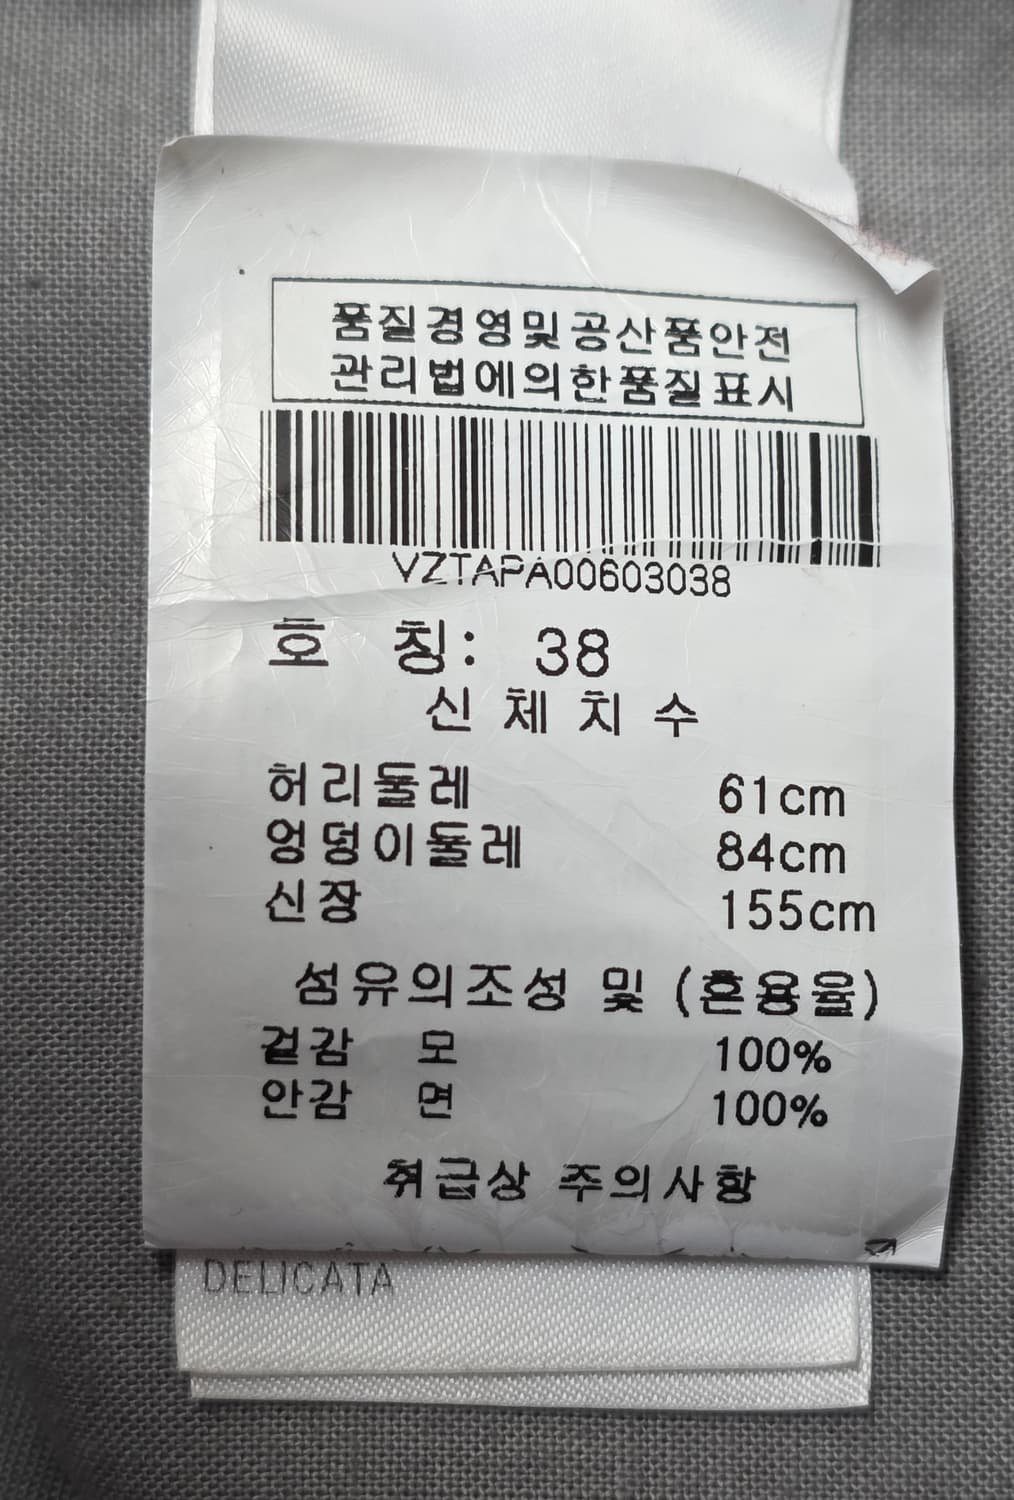 품질경영및공산품안전
관리법에의한품질표시
VZTAPA00603038
호 칭: 38
신체치수
허리둘레 61cm
엉덩이둘레 84cm
신장 155cm
섬유의조성 및 (혼용율)
겉감 모 100%
안감 면 100%
취급상 주의사항
DELICATA